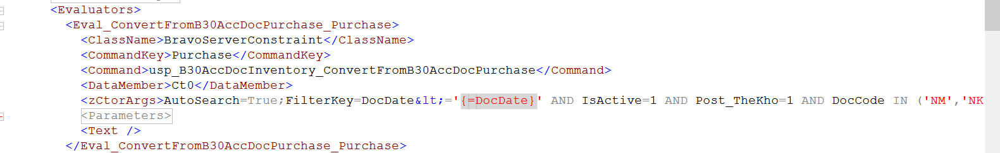 <Evaluators>
<Eval_ConvertFromB30AccDocPurchase_Purchase>
<ClassName>BravoServerConstraint</ClassName>
<CommandKey>Purchase</CommandKey>
<Command>usp_B30AccDocInventory_ConvertFromB30AccDocPurchase</Command>
<DataMember>Ct0</DataMember>
<zCtorArgs>AutoSearch=True;FilterKey=DocDate&lt;='{=DocDate}' AND IsActive=1 AND Post_TheKho=1 AND DocCode IN ('NM','NK
<Parameters>
<Text />
</Eval_ConvertFromB30AccDocPurchase_Purchase>